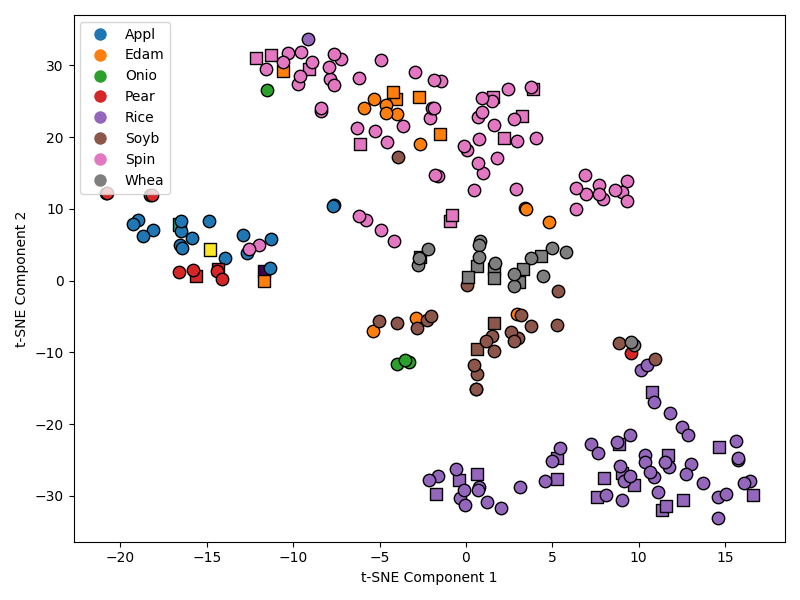 Appl
Edam
Onio
Pear
Rice
Soyb
Spin
Whea
30
20
10
0
−10
−20
−30
t-SNE Component 2
−20 −15 −10 −5 0 5 10 15
t-SNE Component 1